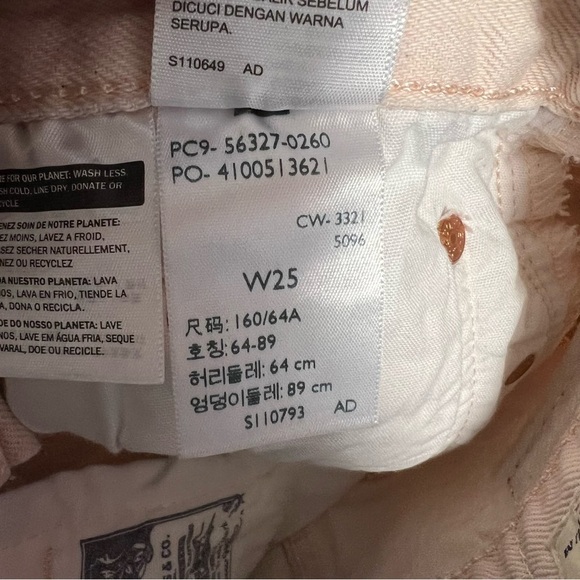 SEBELUM
DICUCI DENGAN WARNA
SERUPA.
S110649 AD
PC9- 56327-0260
PO- 4100513621
CW- 3321
5096
W25
尺码: 160/64A
호칭: 64-89
허리둘레: 64 cm
엉덩이둘레: 89 cm
S110793 AD
FOR OUR PLANET: WASH LESS,
COLD, LINE DRY, DONATE OR
SOIN DE NOTRE PLANETE:
MOINS, LAVEZ A FROID,
SECHER NATURELLEMENT,
OU RECYCLEZ
NUESTRO PLANETA: LAVA
LAVA EN FRIO, TIENDE LA
DONA O RECICLA.
DE DO NOSSO PLANETA: LAVE
LAVE EM ÁGUA FRIA, SEQUE
VARAL, DOE OU RECICLE.
& CO.